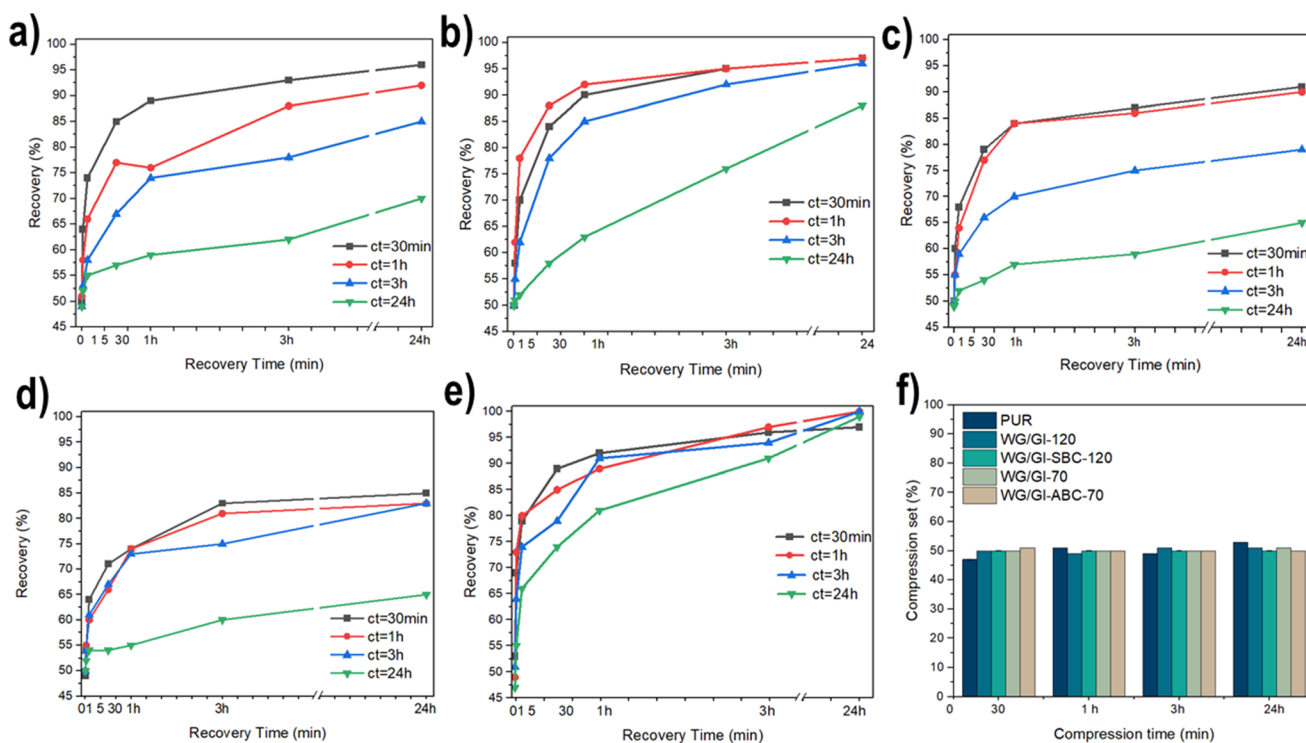 a)
100
95
90
85
80
75
70
65
60
55
50
45
Recovery (%)
ct=30min
ct=1h
ct=3h
ct=24h
0 1 5 30 1h 3h 24h
Recovery Time (min)
b)
100
95
90
85
80
75
70
65
60
55
50
45
Recovery (%)
ct=30min
ct=1h
ct=3h
ct=24h
0 1 5 30 1h 3h 24
Recovery Time (min)
c)
100
95
90
85
80
75
70
65
60
55
50
45
Recovery (%)
ct=30min
ct=1h
ct=3h
ct=24h
0 1 5 30 1h 3h 24h
Recovery Time (min)
d)
100
95
90
85
80
75
70
65
60
55
50
45
Recovery (%)
ct=30min
ct=1h
ct=3h
ct=24h
01 5 30 1h 3h 24h
Recovery Time (min)
e)
100
95
90
85
80
75
70
65
60
55
50
45
Recovery (%)
ct=30min
ct=1h
ct=3h
ct=24h
01 5 30 1h 3h 24h
Recovery Time (min)
f)
100
90
80
70
60
50
40
30
20
10
0
Compression set (%)
PUR
WG/GI-120
WG/GI-SBC-120
WG/GI-70
WG/GI-ABC-70
0 30 1 h 3h 24h
Compression time (min)